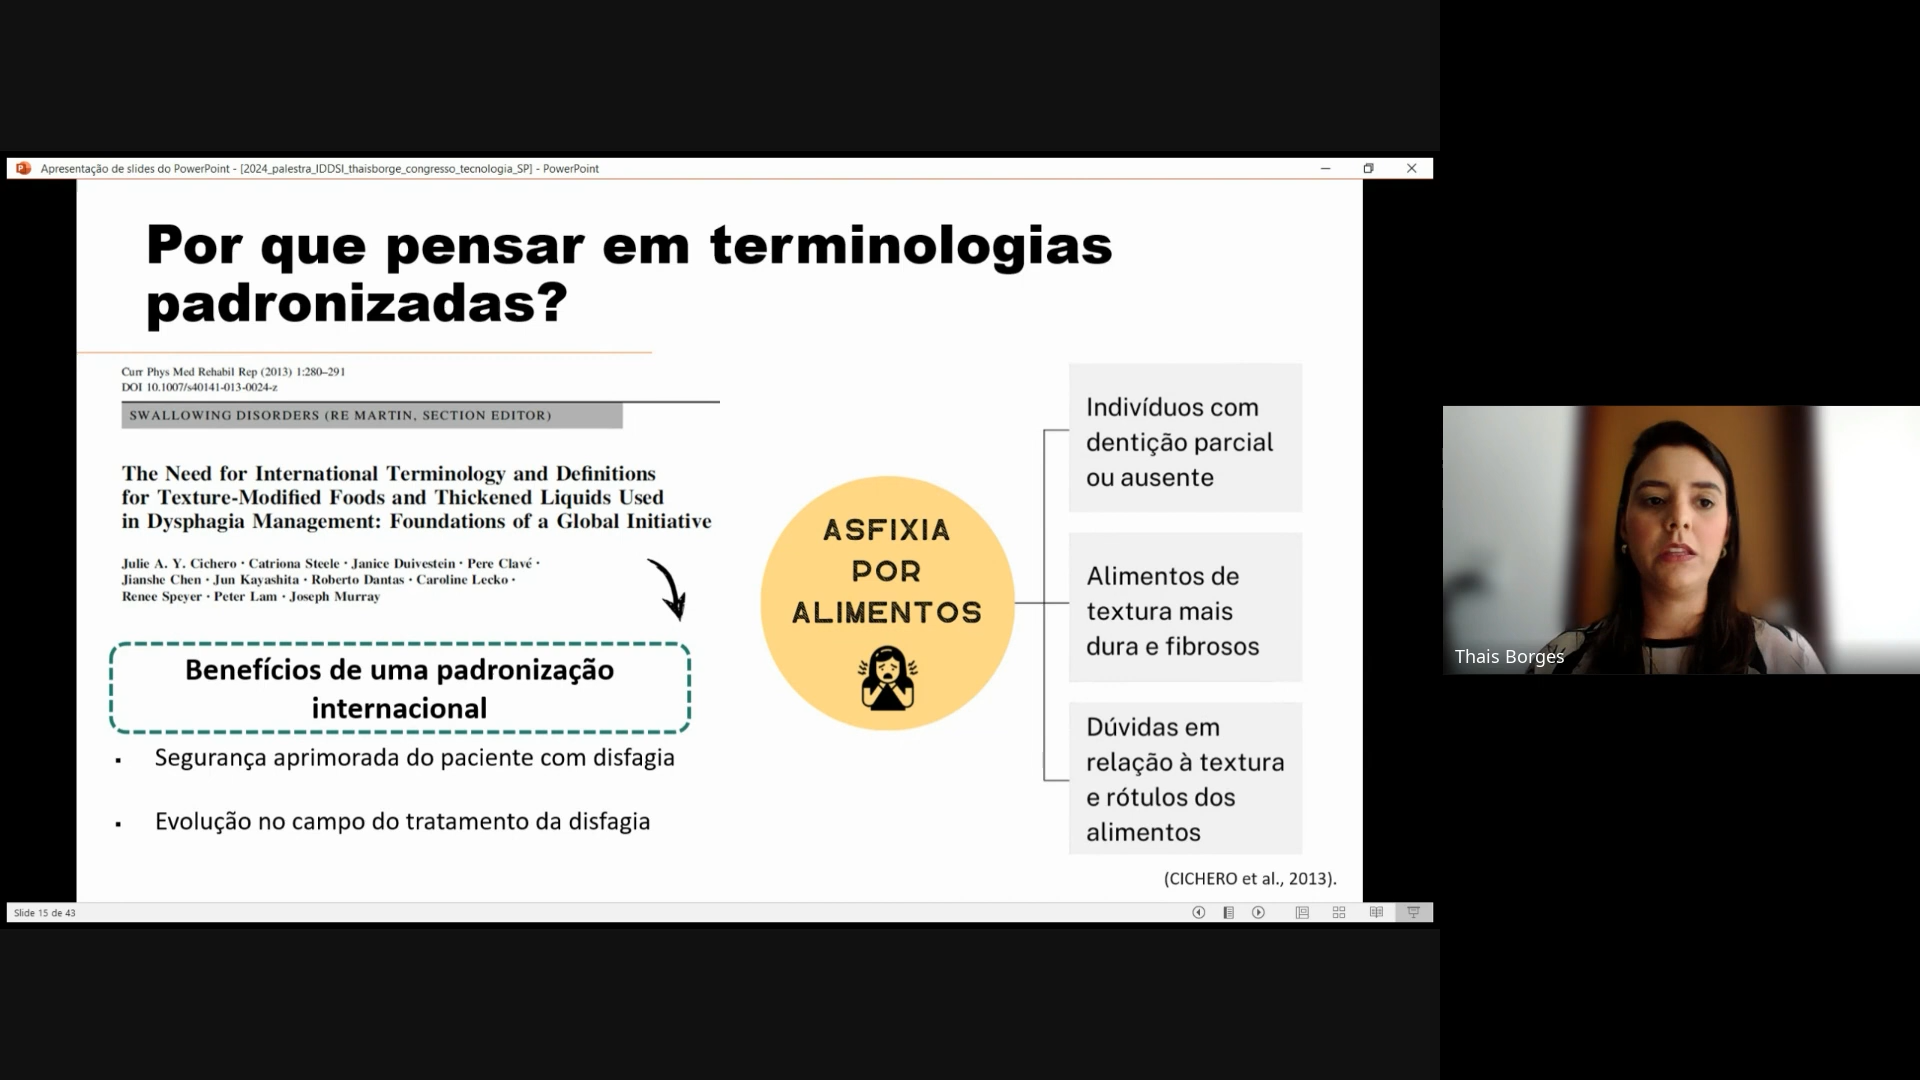 Apresentação de slides do PowerPoint - [2024_palestra_IDDSI_thaisborge_congresso_tecnologia_SP] - PowerPoint
Por que pensar em terminologias
padronizadas?
Curr Phys Med Rehabil Rep (2013) 1:280–291
DOI 10.1007/s40141-013-0024-z
SWALLOWING DISORDERS (RE MARTIN, SECTION EDITOR)
The Need for International Terminology and Definitions
for Texture-Modified Foods and Thickened Liquids Used
in Dysphagia Management: Foundations of a Global Initiative
Julie A. Y. Cichero · Catriona Steele · Janice Duivestein · Pere Clavé ·
Jianshe Chen · Jun Kayashita · Roberto Dantas · Caroline Lecko ·
Renee Speyer · Peter Lam · Joseph Murray
Benefícios de uma padronização
internacional
▪ Segurança aprimorada do paciente com disfagia
▪ Evolução no campo do tratamento da disfagia
ASFIXIA
POR
ALIMENTOS
Indivíduos com
dentição parcial
ou ausente
Alimentos de
textura mais
dura e fibrosos
Dúvidas em
relação à textura
e rótulos dos
alimentos
(CICHERO et al., 2013).
Slide 15 de 43
Thais Borges